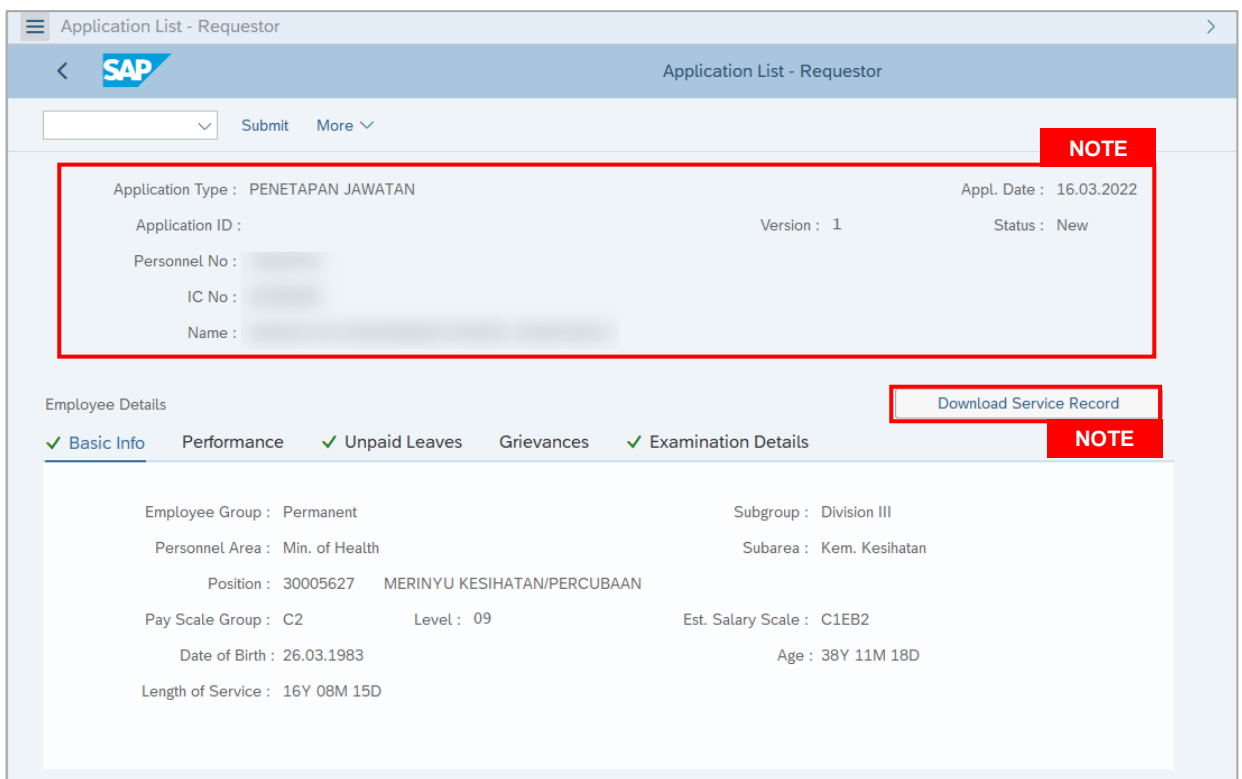 Application List - Requestor
SAP Application List - Requestor
Submit More
NOTE
Application Type : PENETAPAN JAWATAN Appl. Date : 16.03.2022
Application ID : Version : 1 Status : New
Personnel No :
IC No :
Name :
Employee Details Download Service Record
Basic Info Performance Unpaid Leaves Grievances Examination Details NOTE
Employee Group : Permanent Subgroup : Division III
Personnel Area : Min. of Health Subarea : Kem. Kesihatan
Position : 30005627 MERINYU KESIHATAN/PERCUBAAN
Pay Scale Group : C2 Level : 09 Est. Salary Scale : C1EB2
Date of Birth : 26.03.1983 Age : 38Y 11M 18D
Length of Service : 16Y 08M 15D